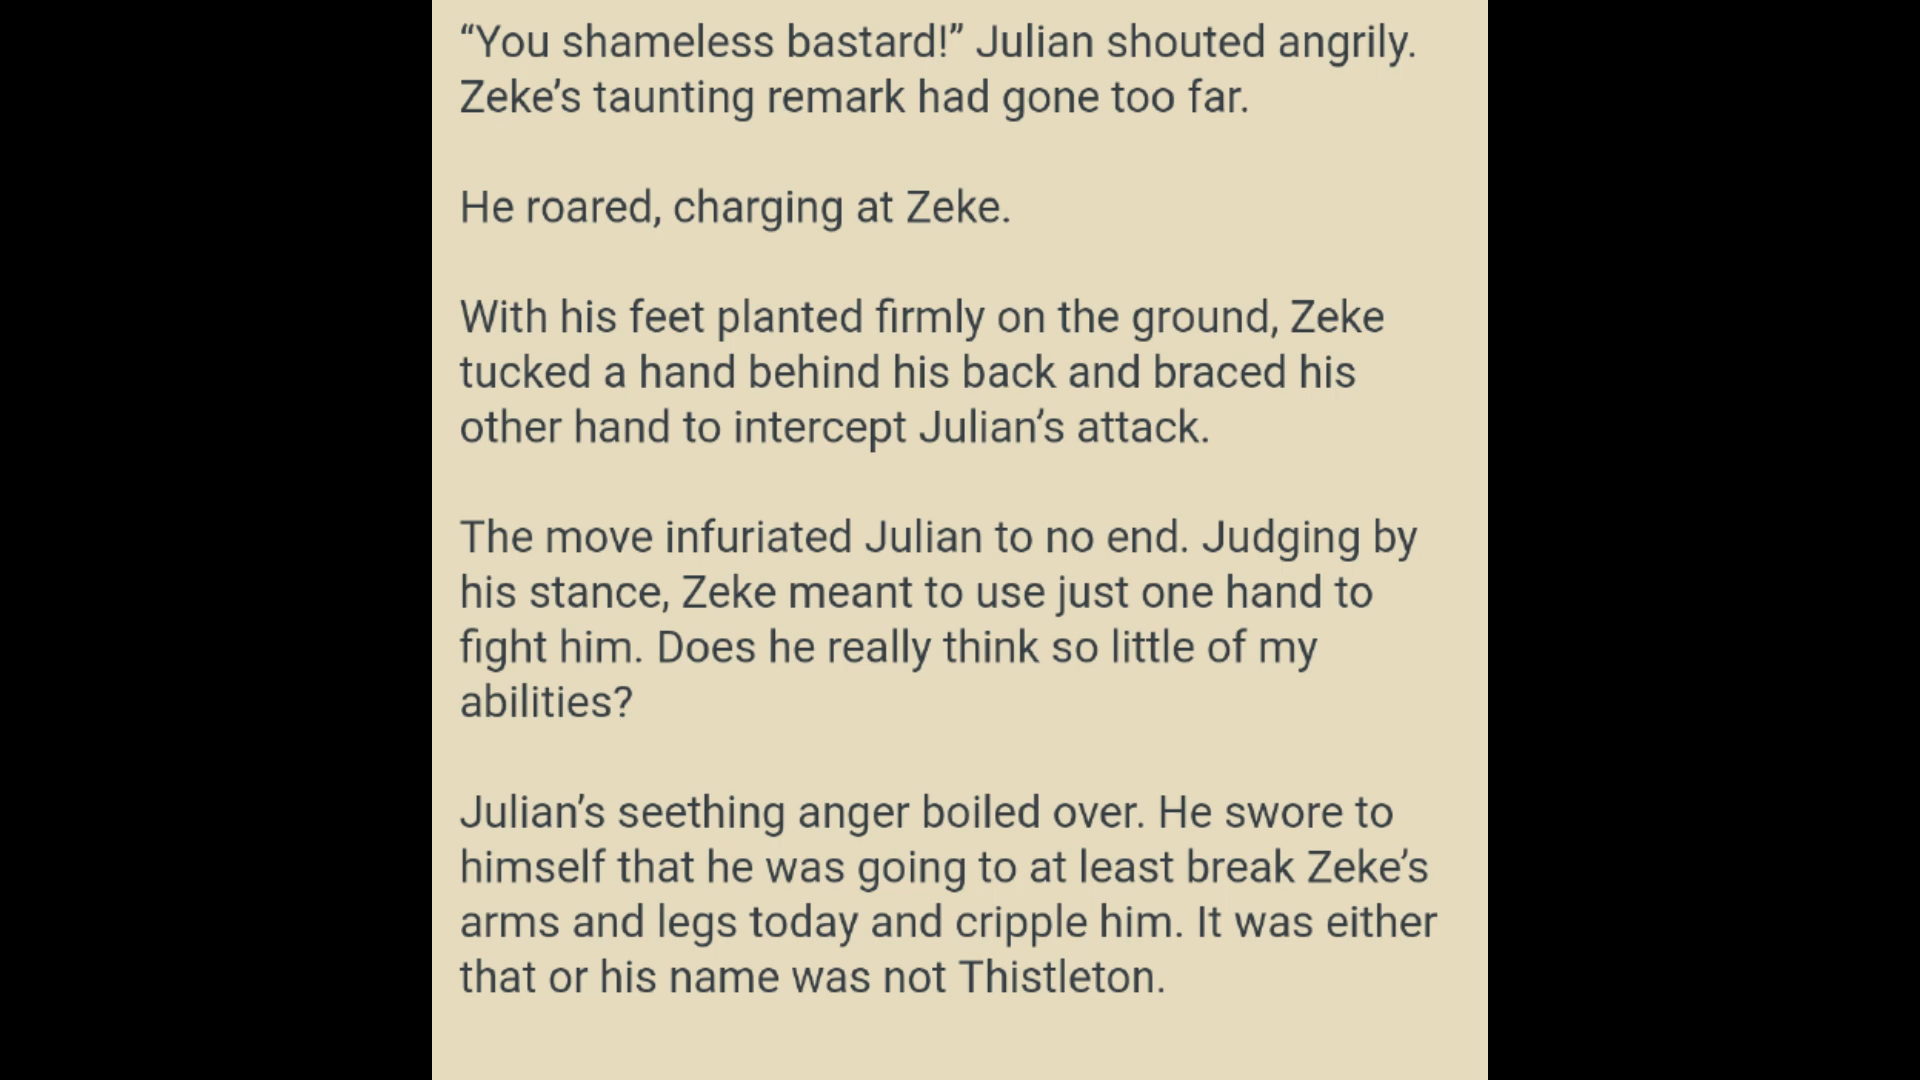 “You shameless bastard!” Julian shouted angrily.
Zeke’s taunting remark had gone too far.
He roared, charging at Zeke.
With his feet planted firmly on the ground, Zeke
tucked a hand behind his back and braced his
other hand to intercept Julian’s attack.
The move infuriated Julian to no end. Judging by
his stance, Zeke meant to use just one hand to
fight him. Does he really think so little of my
abilities?
Julian’s seething anger boiled over. He swore to
himself that he was going to at least break Zeke’s
arms and legs today and cripple him. It was either
that or his name was not Thistleton.